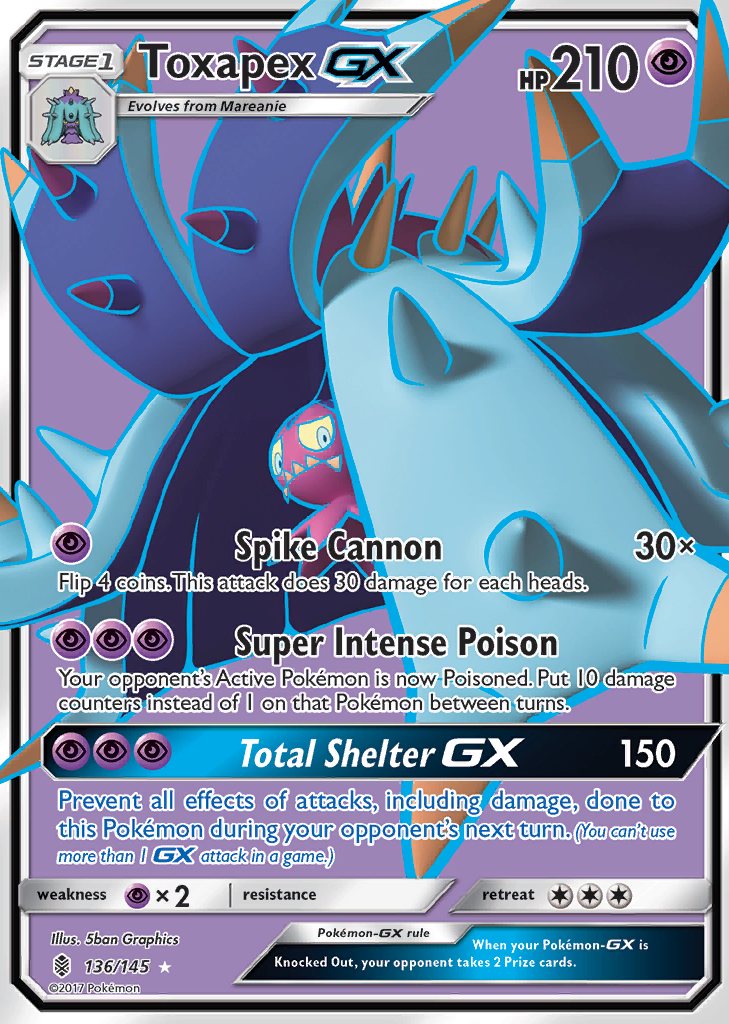 STAGE 1 Toxapex GX HP 210
Evolves from Mareanie
Spike Cannon 30×
Flip 4 coins. This attack does 30 damage for each heads.
Super Intense Poison
Your opponent's Active Pokémon is now Poisoned. Put 10 damage
counters instead of 1 on that Pokémon between turns.
Total Shelter GX 150
Prevent all effects of attacks, including damage, done to
this Pokémon during your opponent's next turn. (You can't use
more than 1 GX attack in a game.)
weakness ×2 resistance retreat
Illus. 5ban Graphics
136/145
©2017 Pokémon
Pokémon-GX rule
When your Pokémon-GX is
Knocked Out, your opponent takes 2 Prize cards.